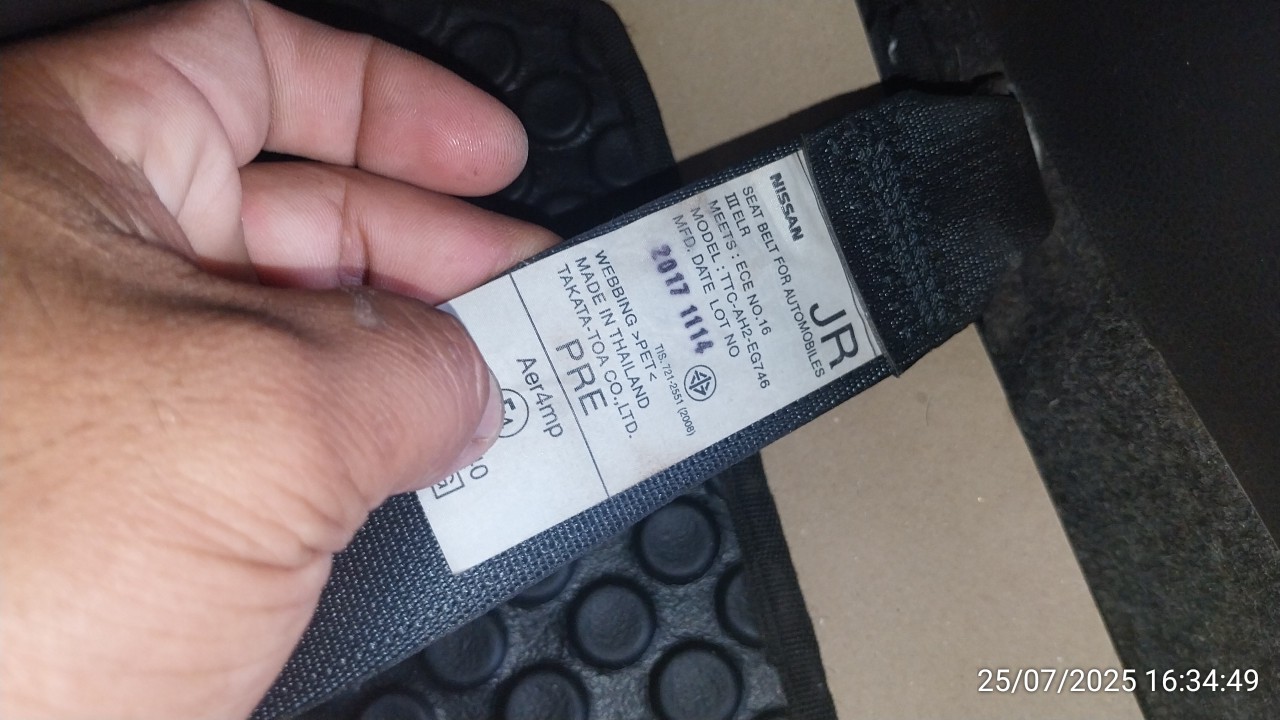 NISSAN
JR
SEAT BELT FOR AUTOMOBILES
III ELR
MEETS : ECE NO.16
MODEL : TTC-AH2-EG746
MFD. DATE LOT NO
2017 1114
TIS. 721-2551 (2008)
WEBBING >PET<
MADE IN THAILAND
TAKATA-TOA CO.,LTD.
PRE
Aer4mp
25/07/2025 16:34:49